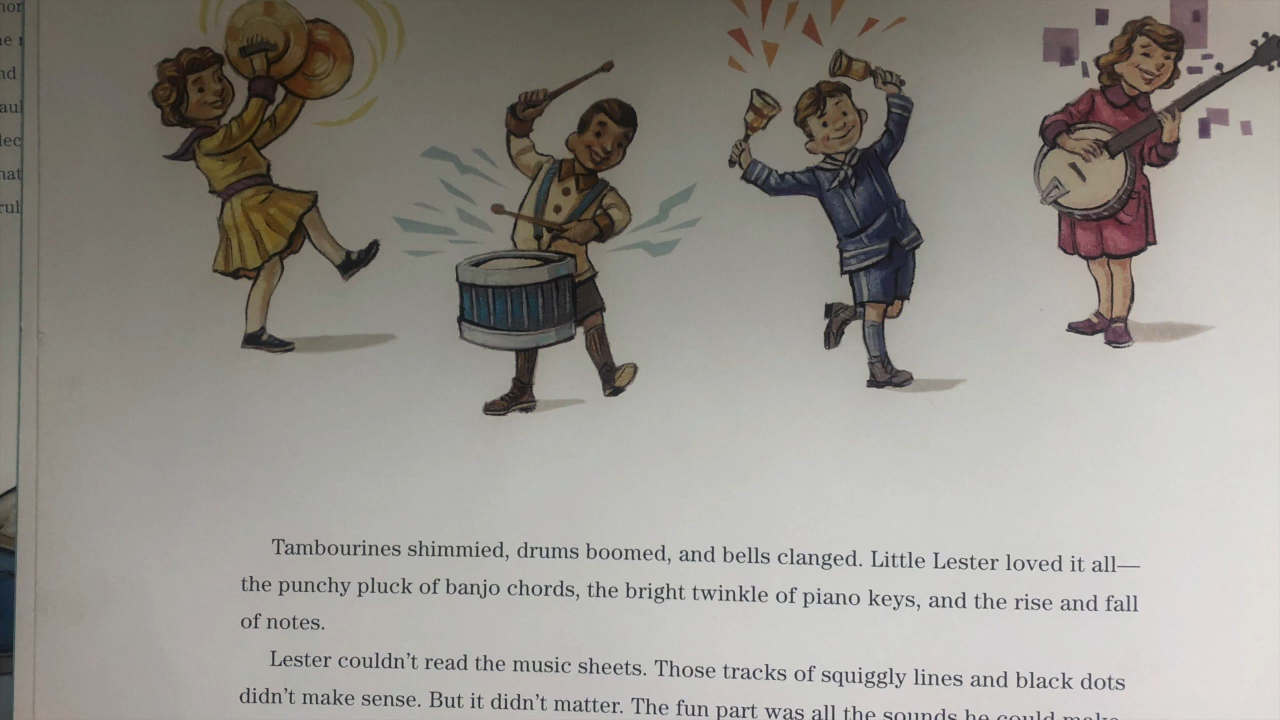 Tambourines shimmied, drums boomed, and bells clanged. Little Lester loved it all—
the punchy pluck of banjo chords, the bright twinkle of piano keys, and the rise and fall
of notes.
Lester couldn't read the music sheets. Those tracks of squiggly lines and black dots
didn't make sense. But it didn't matter. The fun part was all the sounds he could make